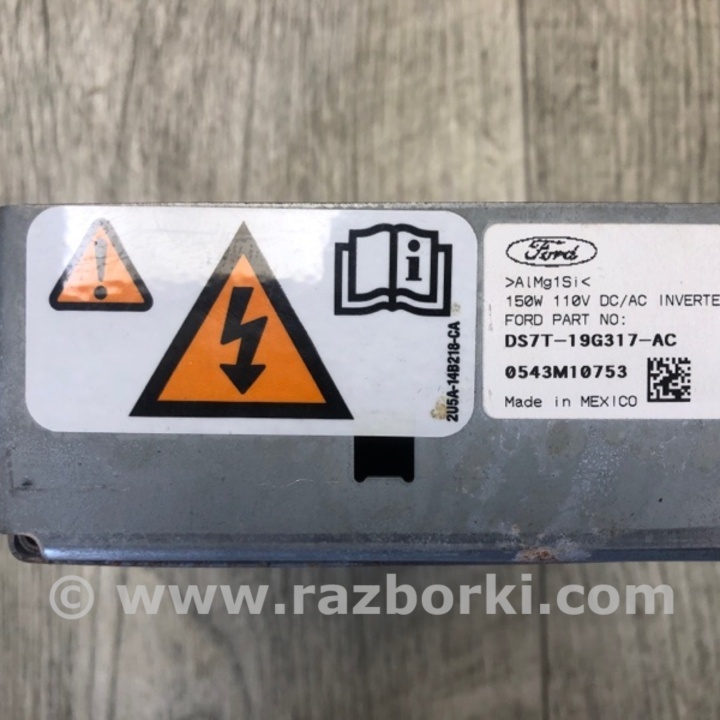 Ford
>AlMg1Si<
150W 110V DC/AC INVERTE
FORD PART NO:
DS7T-19G317-AC
0543M10753
Made in MEXICO
2U5A-14B218-CA
© www.razborki.com